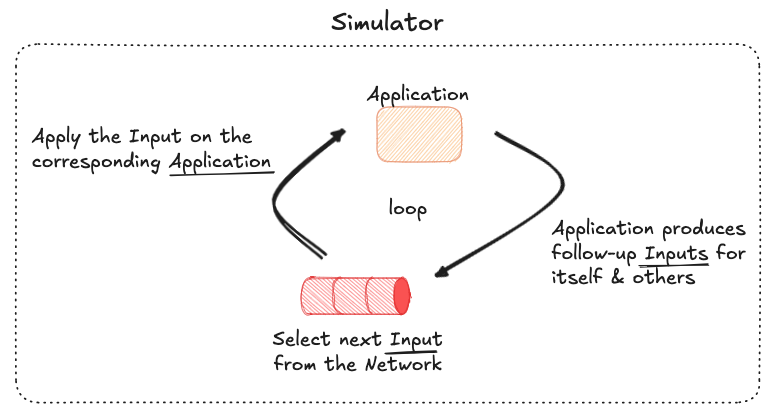 Simulator
Application
Apply the Input on the
corresponding Application
loop
Application produces
follow-up Inputs for
itself & others
Select next Input
from the Network